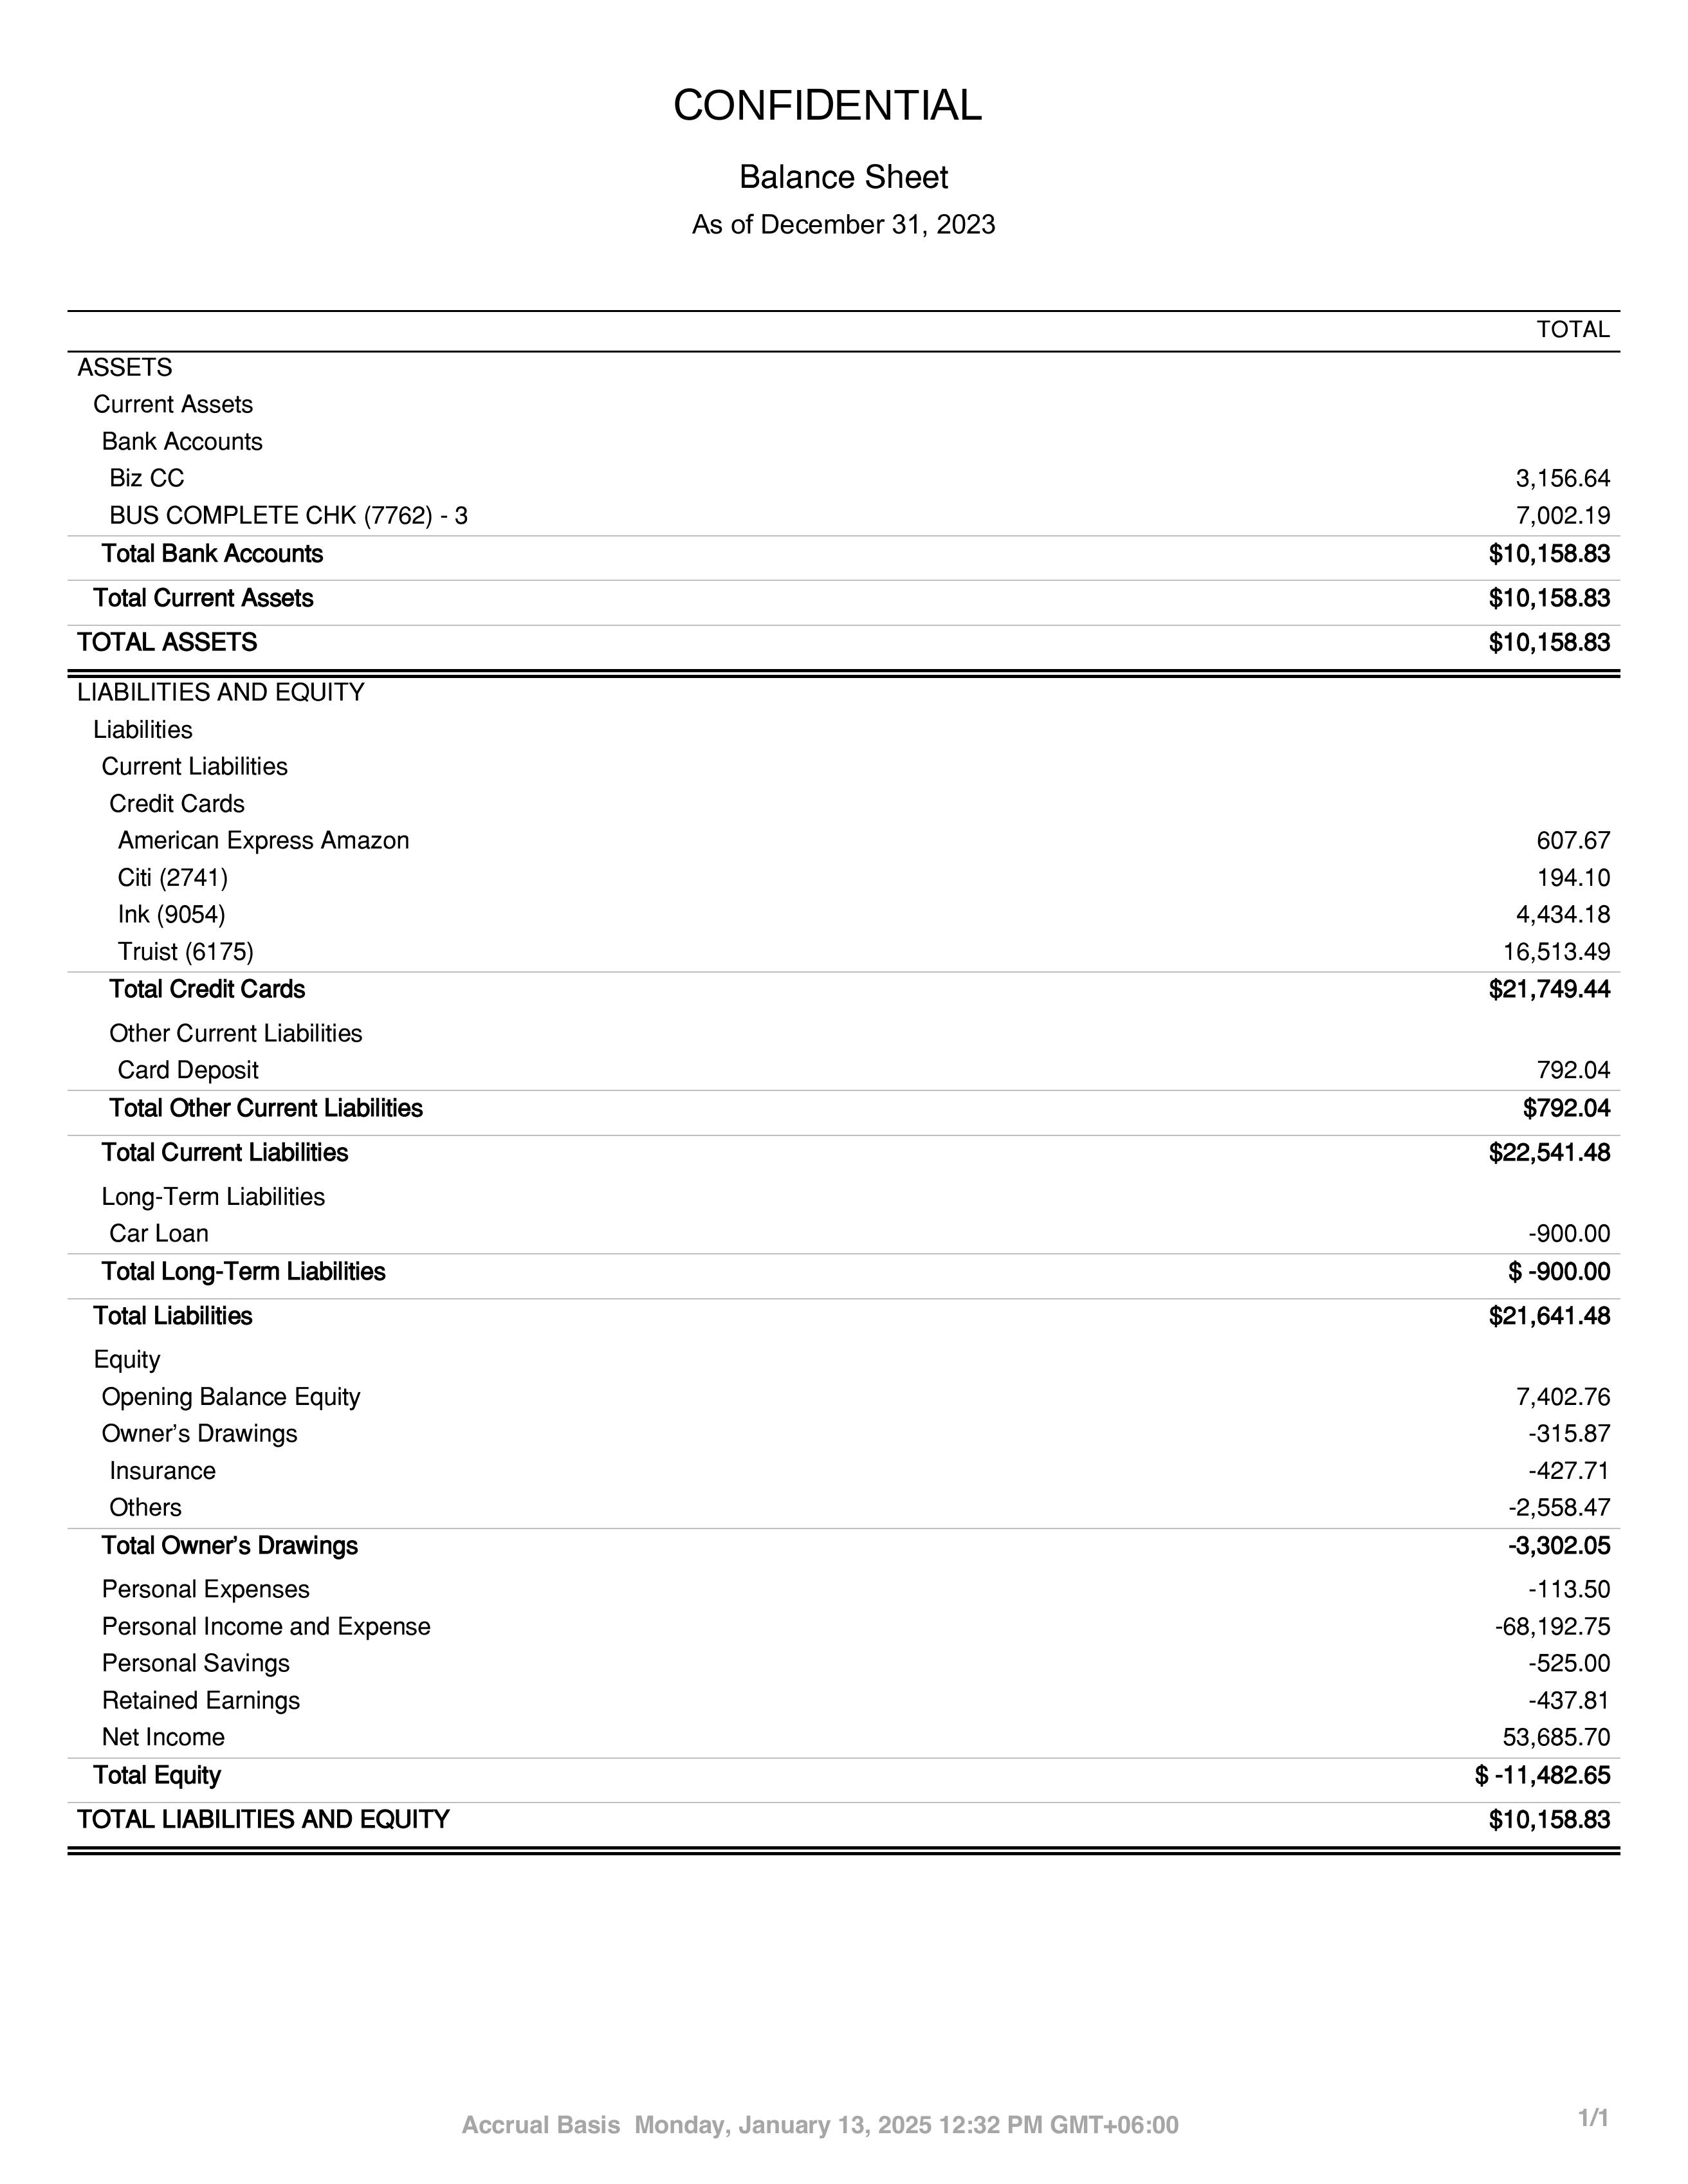 CONFIDENTIAL
Balance Sheet
As of December 31, 2023
TOTAL
ASSETS
Current Assets
Bank Accounts
Biz CC 3,156.64
BUS COMPLETE CHK (7762) - 3 7,002.19
Total Bank Accounts $10,158.83
Total Current Assets $10,158.83
TOTAL ASSETS $10,158.83
LIABILITIES AND EQUITY
Liabilities
Current Liabilities
Credit Cards
American Express Amazon 607.67
Citi (2741) 194.10
Ink (9054) 4,434.18
Truist (6175) 16,513.49
Total Credit Cards $21,749.44
Other Current Liabilities
Card Deposit 792.04
Total Other Current Liabilities $792.04
Total Current Liabilities $22,541.48
Long-Term Liabilities
Car Loan -900.00
Total Long-Term Liabilities $ -900.00
Total Liabilities $21,641.48
Equity
Opening Balance Equity 7,402.76
Owner’s Drawings -315.87
Insurance -427.71
Others -2,558.47
Total Owner’s Drawings -3,302.05
Personal Expenses -113.50
Personal Income and Expense -68,192.75
Personal Savings -525.00
Retained Earnings -437.81
Net Income 53,685.70
Total Equity $ -11,482.65
TOTAL LIABILITIES AND EQUITY $10,158.83
Accrual Basis Monday, January 13, 2025 12:32 PM GMT+06:00 1/1